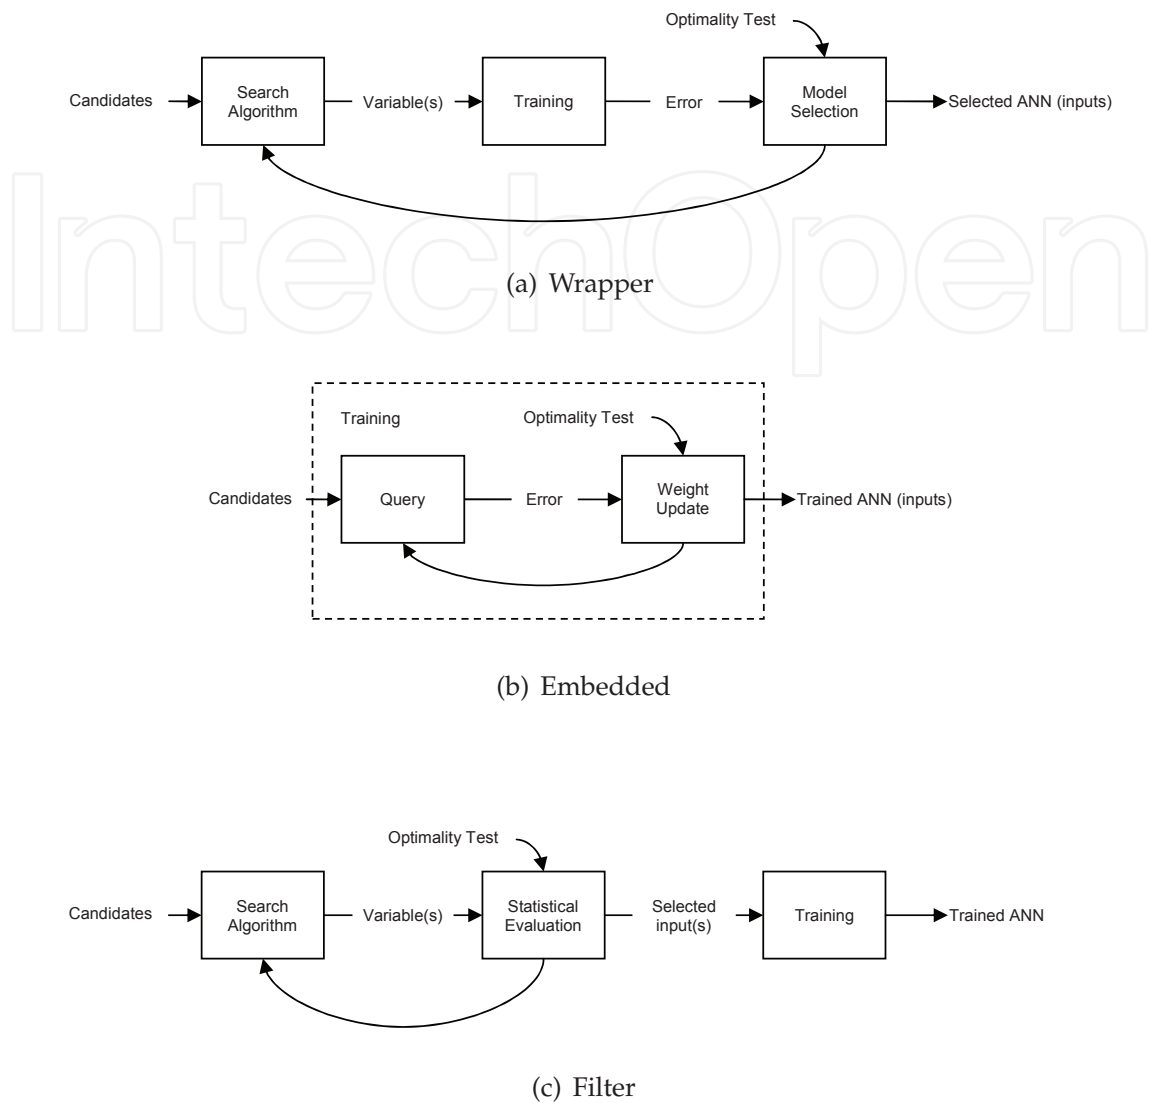 Optimality Test
Candidates
Search
Algorithm
Variable(s)
Training
Error
Model
Selection
Selected ANN (inputs)
IntechOpen
(a) Wrapper
Training
Optimality Test
Candidates
Query
Error
Weight
Update
Trained ANN (inputs)
(b) Embedded
Optimality Test
Candidates
Search
Algorithm
Variable(s)
Statistical
Evaluation
Selected
input(s)
Training
Trained ANN
(c) Filter